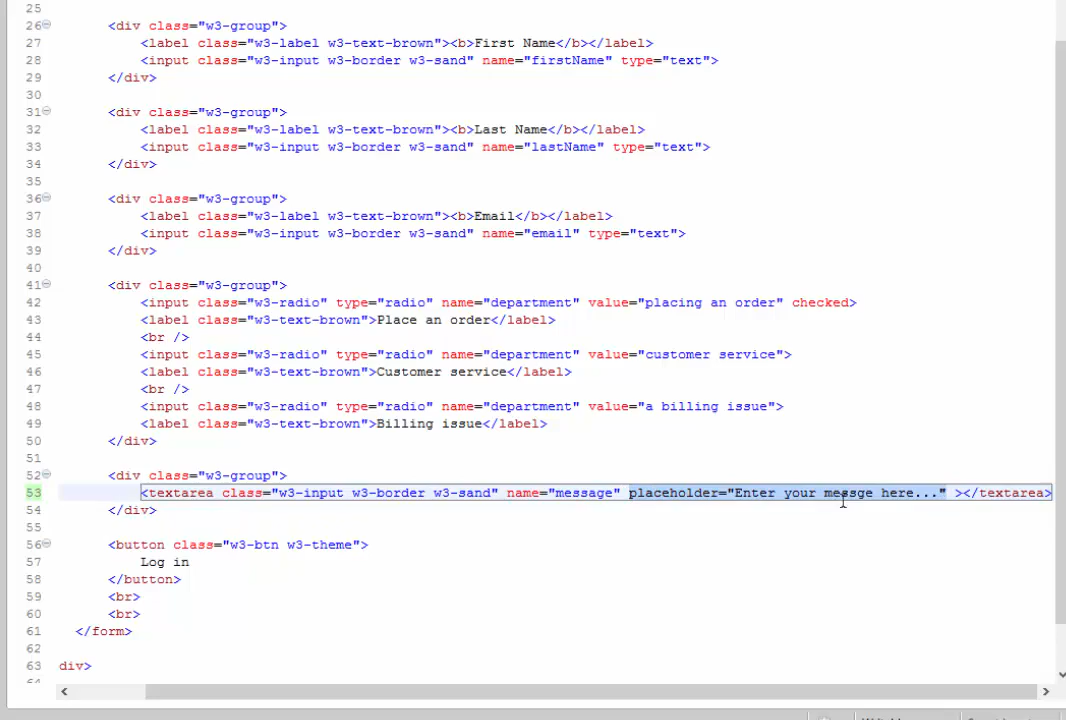 25
26 <div class="w3-group">
27 <label class="w3-label w3-text-brown"><b>First Name</b></label>
28 <input class="w3-input w3-border w3-sand" name="firstName" type="text">
29 </div>
30
31 <div class="w3-group">
32 <label class="w3-label w3-text-brown"><b>Last Name</b></label>
33 <input class="w3-input w3-border w3-sand" name="lastName" type="text">
34 </div>
35
36 <div class="w3-group">
37 <label class="w3-label w3-text-brown"><b>Email</b></label>
38 <input class="w3-input w3-border w3-sand" name="email" type="text">
39 </div>
40
41 <div class="w3-group">
42 <input class="w3-radio" type="radio" name="department" value="placing an order" checked>
43 <label class="w3-text-brown">Place an order</label>
44 <br />
45 <input class="w3-radio" type="radio" name="department" value="customer service">
46 <label class="w3-text-brown">Customer service</label>
47 <br />
48 <input class="w3-radio" type="radio" name="department" value="a billing issue">
49 <label class="w3-text-brown">Billing issue</label>
50 </div>
51
52 <div class="w3-group">
53 <textarea class="w3-input w3-border w3-sand" name="message" placeholder="Enter your messge here..." ></textarea>
54 </div>
55
56 <button class="w3-btn w3-theme">
57 Log in
58 </button>
59 <br>
60 <br>
61 </form>
62
63 div>